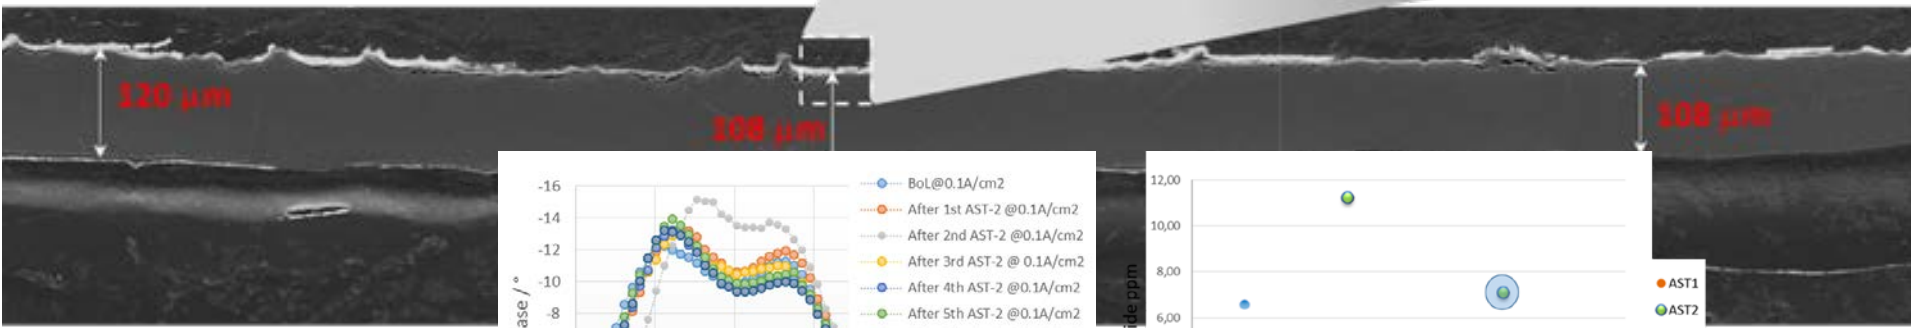 120 µm
108 µm
108 µm
-16
-14
-12
-10
-8
ase / °
BoL@0.1A/cm2
After 1st AST-2 @0.1A/cm2
After 2nd AST-2 @0.1A/cm2
After 3rd AST-2 @ 0.1A/cm2
After 4th AST-2 @0.1A/cm2
After 5th AST-2 @0.1A/cm2
12,00
10,00
8,00
6,00
ide ppm
AST1
AST2